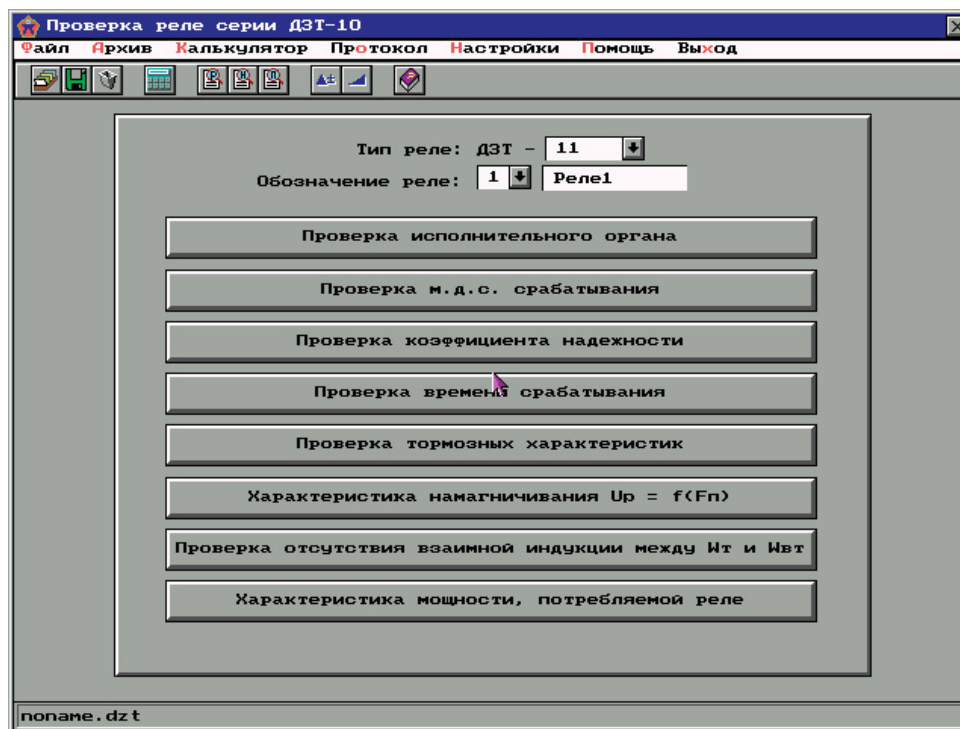 Проверка реле серии ДЗТ-10
Файл Архив Калькулятор Протокол Настройки Помощь Выход
Тип реле: ДЗТ - 11
Обозначение реле: 1 Реле1
Проверка исполнительного органа
Проверка м.д.с. срабатывания
Проверка коэффициента надежности
Проверка времени срабатывания
Проверка тормозных характеристик
Характеристика намагничивания Uр = f(Fп)
Проверка отсутствия взаимной индукции между Wт и Wвт
Характеристика мощности, потребляемой реле
noname.dzt